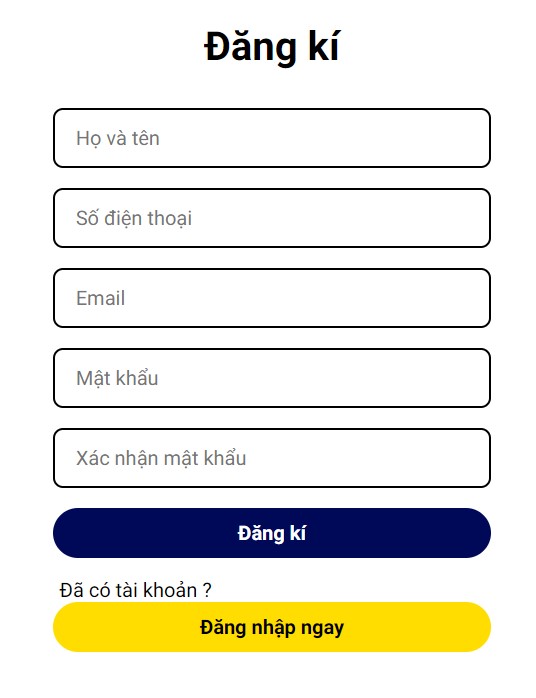 Đăng kí
Họ và tên
Số điện thoại
Email
Mật khẩu
Xác nhận mật khẩu
Đăng kí
Đã có tài khoản ?
Đăng nhập ngay